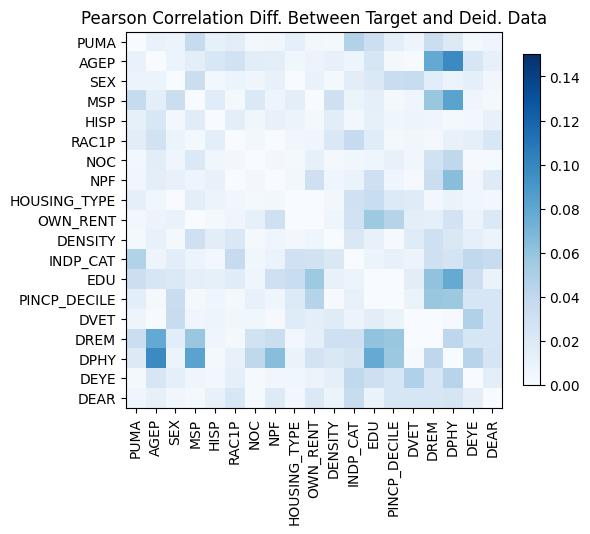 Pearson Correlation Diff. Between Target and Deid. Data
PUMA
AGEP
SEX
MSP
HISP
RAC1P
NOC
NPF
HOUSING_TYPE
OWN_RENT
DENSITY
INDP_CAT
EDU
PINCP_DECILE
DVET
DREM
DPHY
DEYE
DEAR
PUMA
AGEP
SEX
MSP
HISP
RAC1P
NOC
NPF
HOUSING_TYPE
OWN_RENT
DENSITY
INDP_CAT
EDU
PINCP_DECILE
DVET
DREM
DPHY
DEYE
DEAR
0.14
0.12
0.10
0.08
0.06
0.04
0.02
0.00